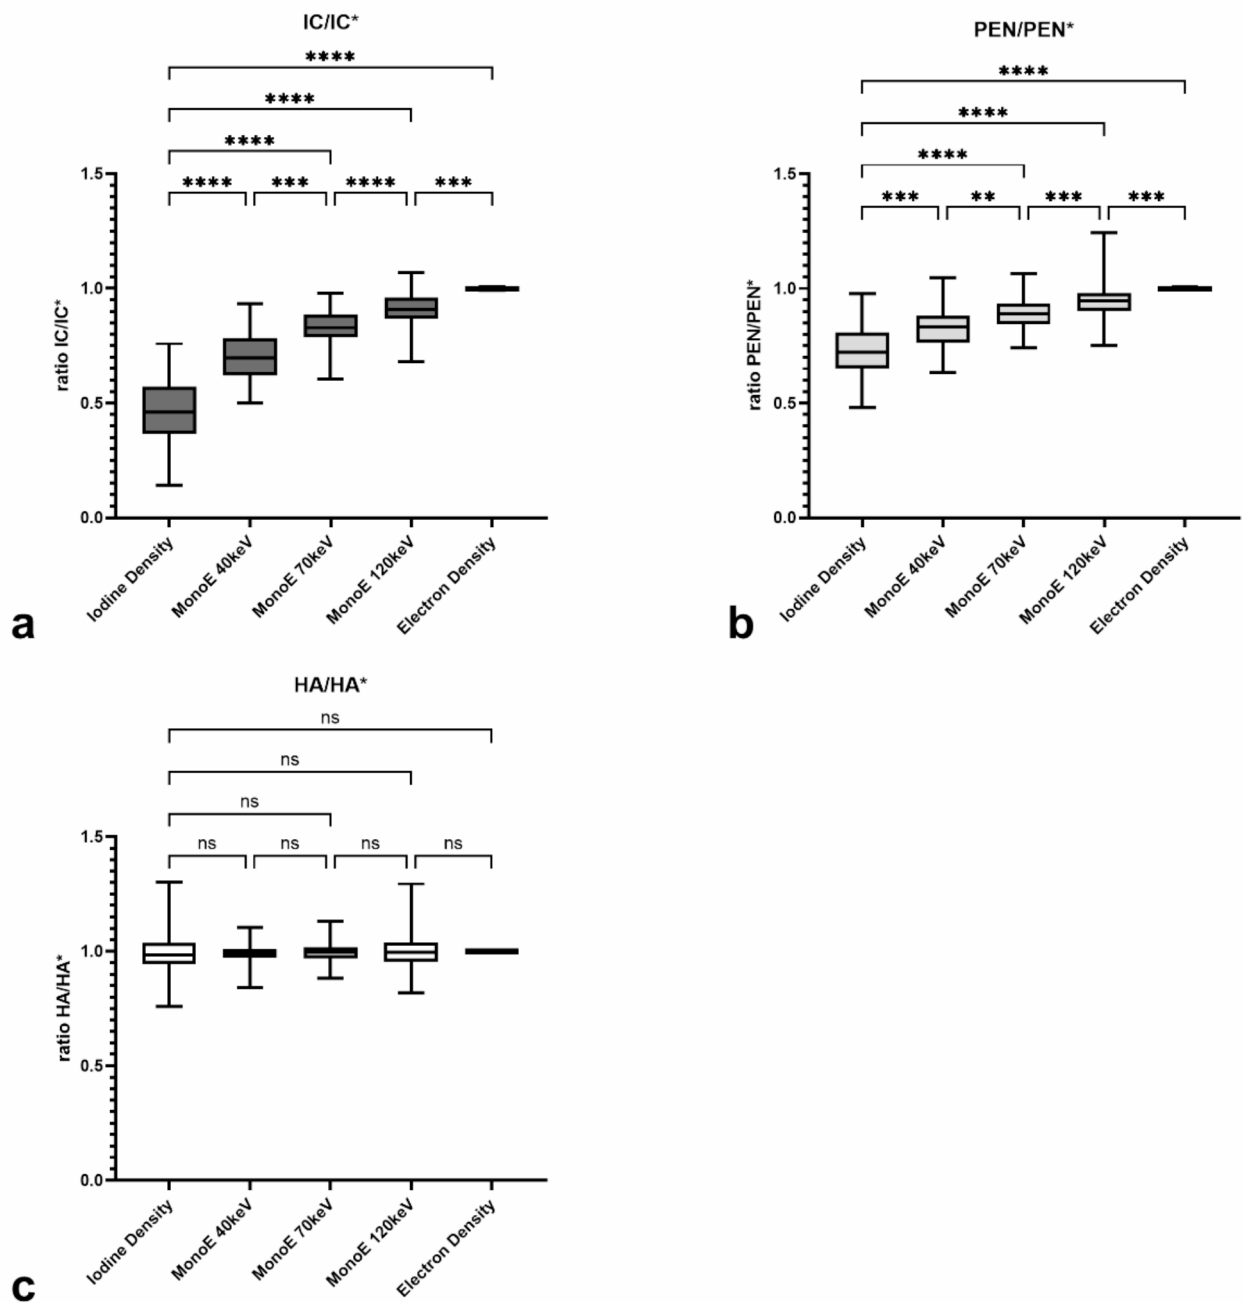 IC/IC*
****
****
****
**** *** **** ***
1.5
1.0
0.5
0.0
ratio IC/IC*
Iodine Density
MonoE 40keV
MonoE 70keV
MonoE 120keV
Electron Density
a
PEN/PEN*
****
****
****
*** ** *** ***
1.5
1.0
0.5
0.0
ratio PEN/PEN*
Iodine Density
MonoE 40keV
MonoE 70keV
MonoE 120keV
Electron Density
b
HA/HA*
ns
ns
ns
ns ns ns ns
1.5
1.0
0.5
0.0
ratio HA/HA*
Iodine Density
MonoE 40keV
MonoE 70keV
MonoE 120keV
Electron Density
c